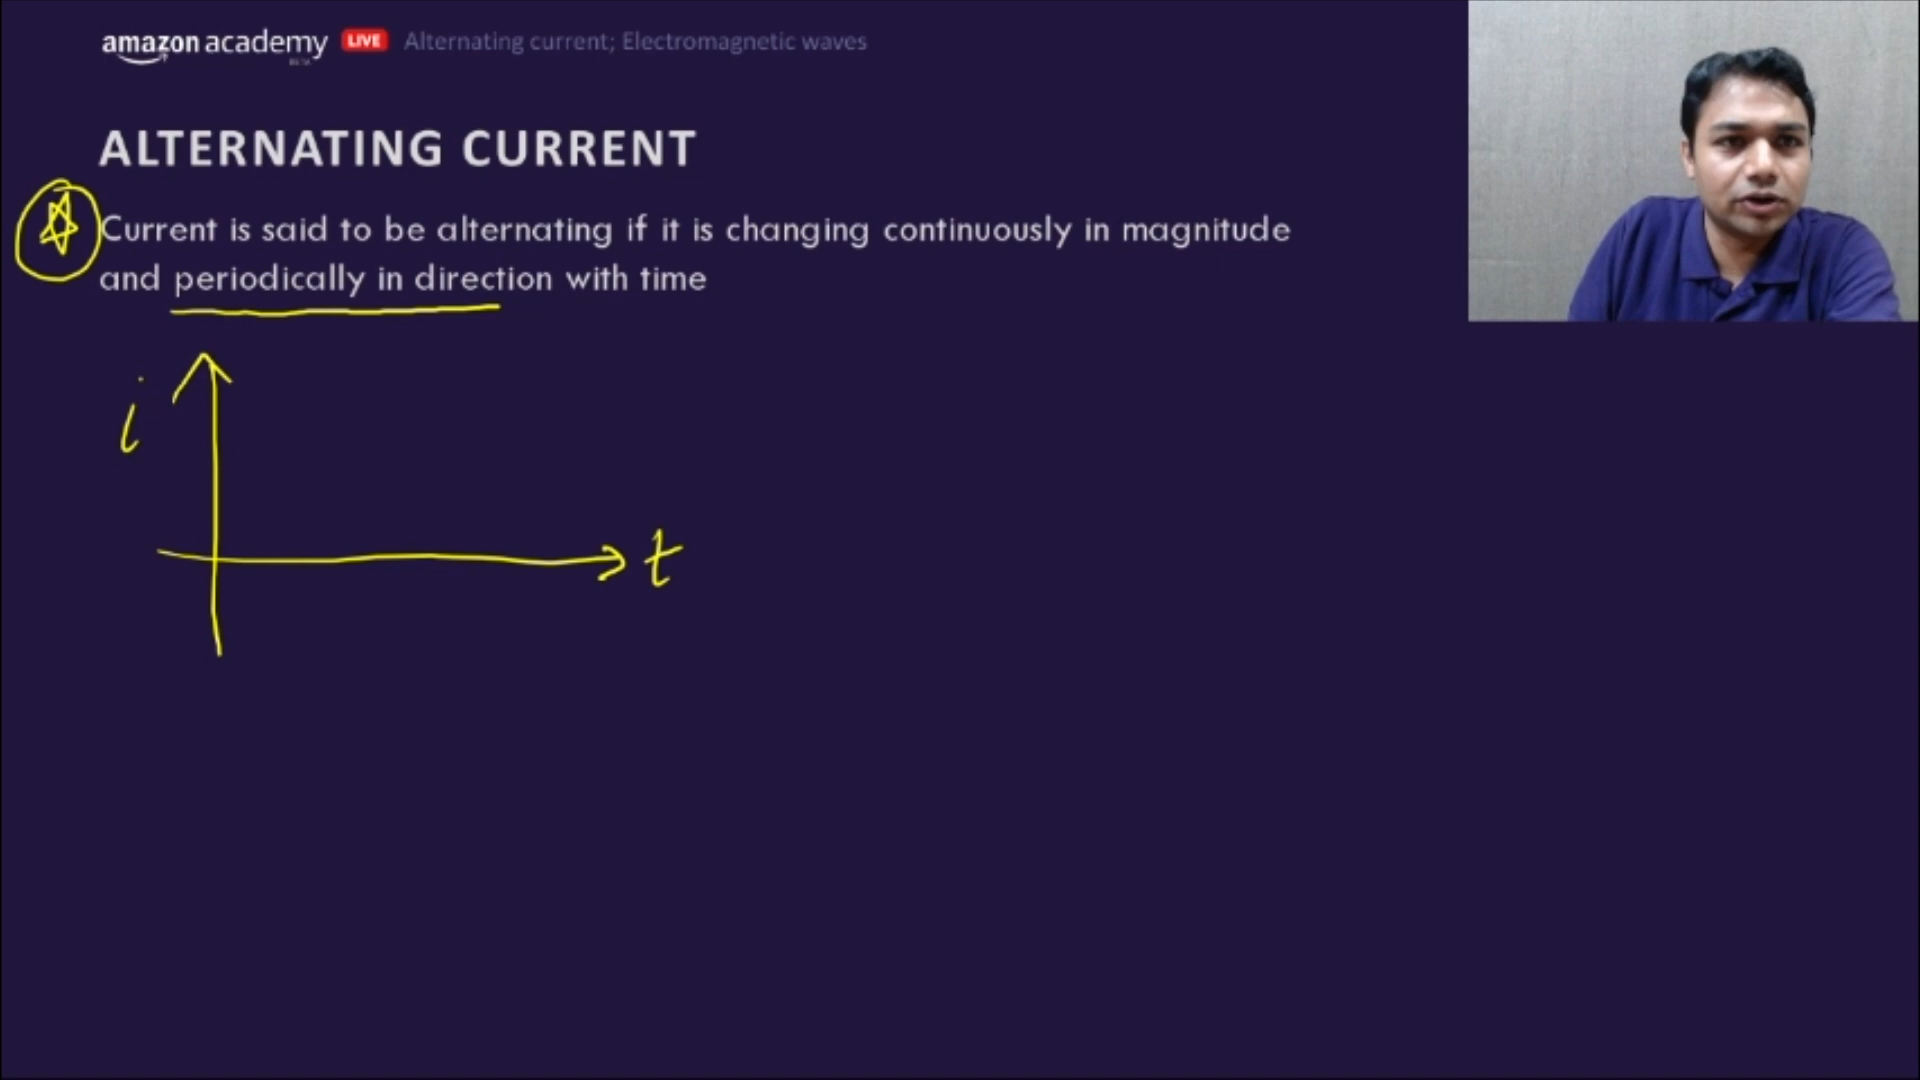 amazon academy LIVE Alternating current; Electromagnetic waves
BETA
ALTERNATING CURRENT
Current is said to be alternating if it is changing continuously in magnitude
and periodically in direction with time
i
t